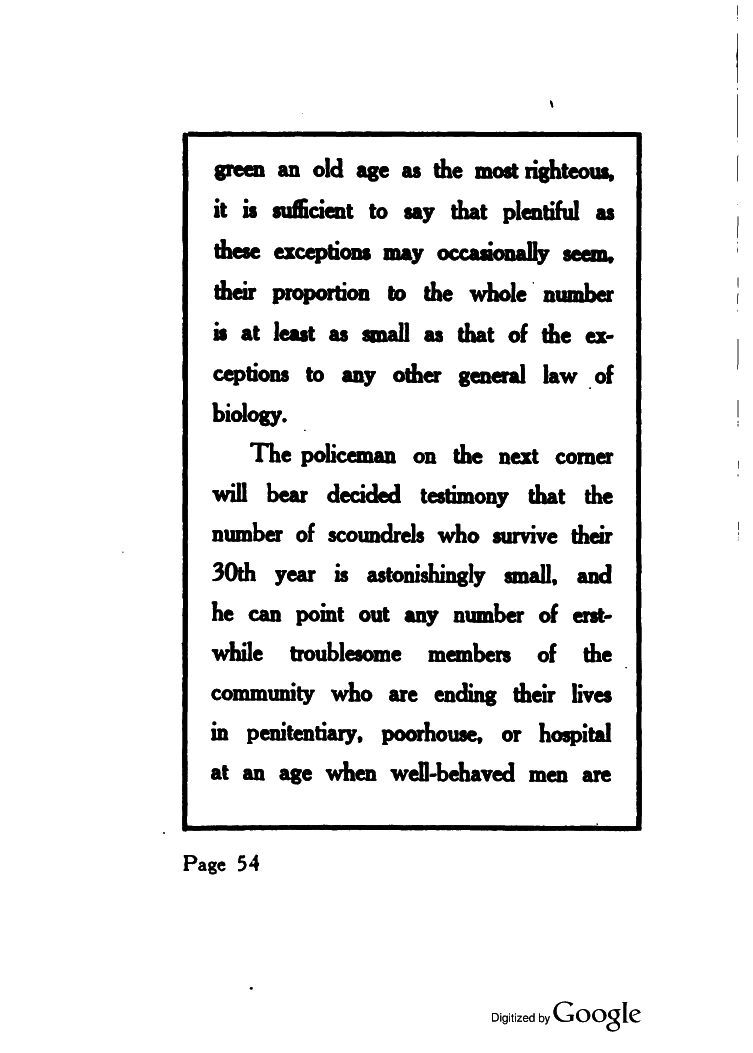 green an old age as the most righteous,
it is sufficient to say that plentiful as
these exceptions may occasionally seem,
their proportion to the whole number
is at least as small as that of the ex-
ceptions to any other general law of
biology.
The policeman on the next corner
will bear decided testimony that the
number of scoundrels who survive their
30th year is astonishingly small, and
he can point out any number of erst-
while troublesome members of the
community who are ending their lives
in penitentiary, poorhouse, or hospital
at an age when well-behaved men are
Page 54
Digitized by Google